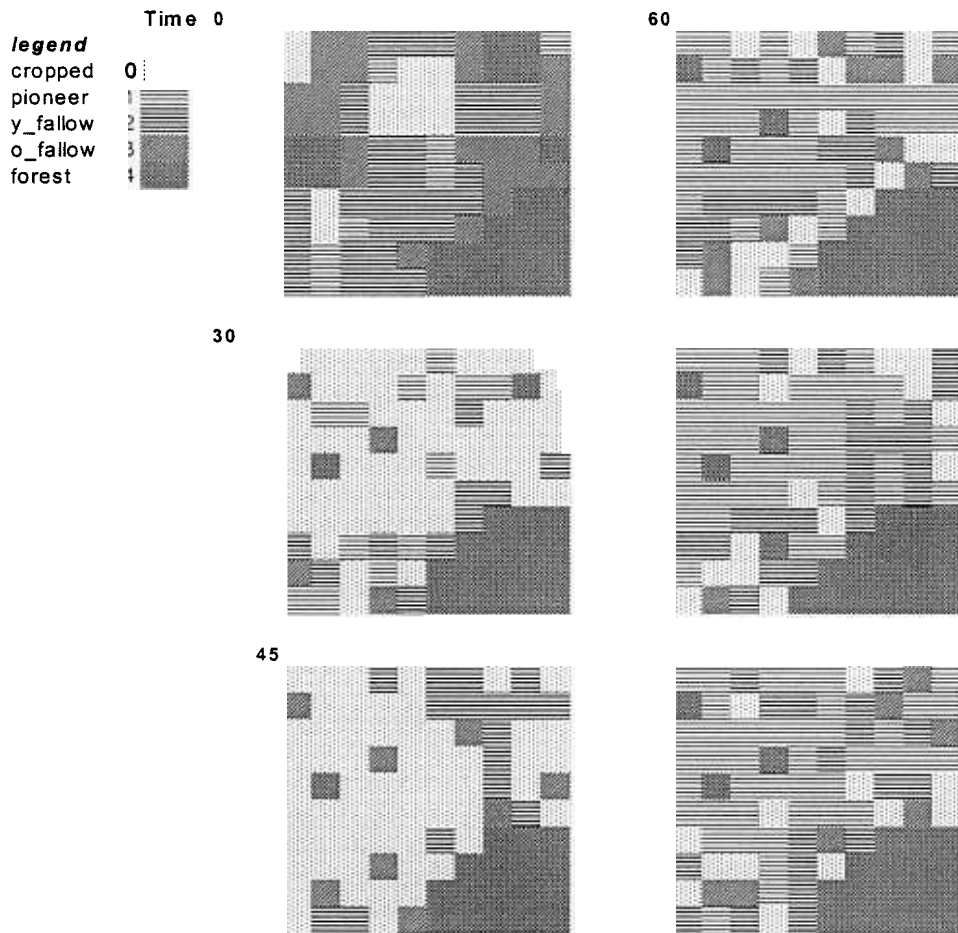 Time 0
60
legend
cropped 0
pioneer 1
y_fallow 2
o_fallow 3
forest 4
30
45